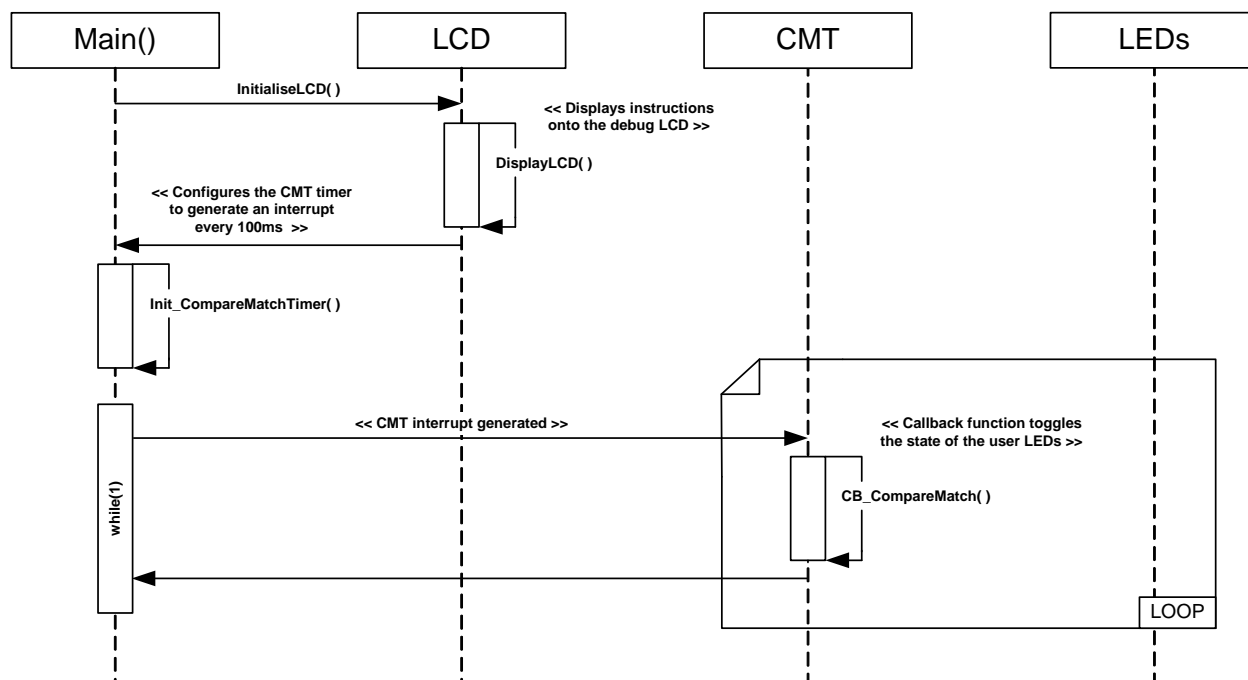 Main()
LCD
CMT
LEDs
InitialiseLCD( )
<< Displays instructions
onto the debug LCD >>
DisplayLCD( )
<< Configures the CMT timer
to generate an interrupt
every 100ms  >>
Init_CompareMatchTimer( )
<< CMT interrupt generated >>
<< Callback function toggles
the state of the user LEDs >>
while(1)
CB_CompareMatch( )
LOOP